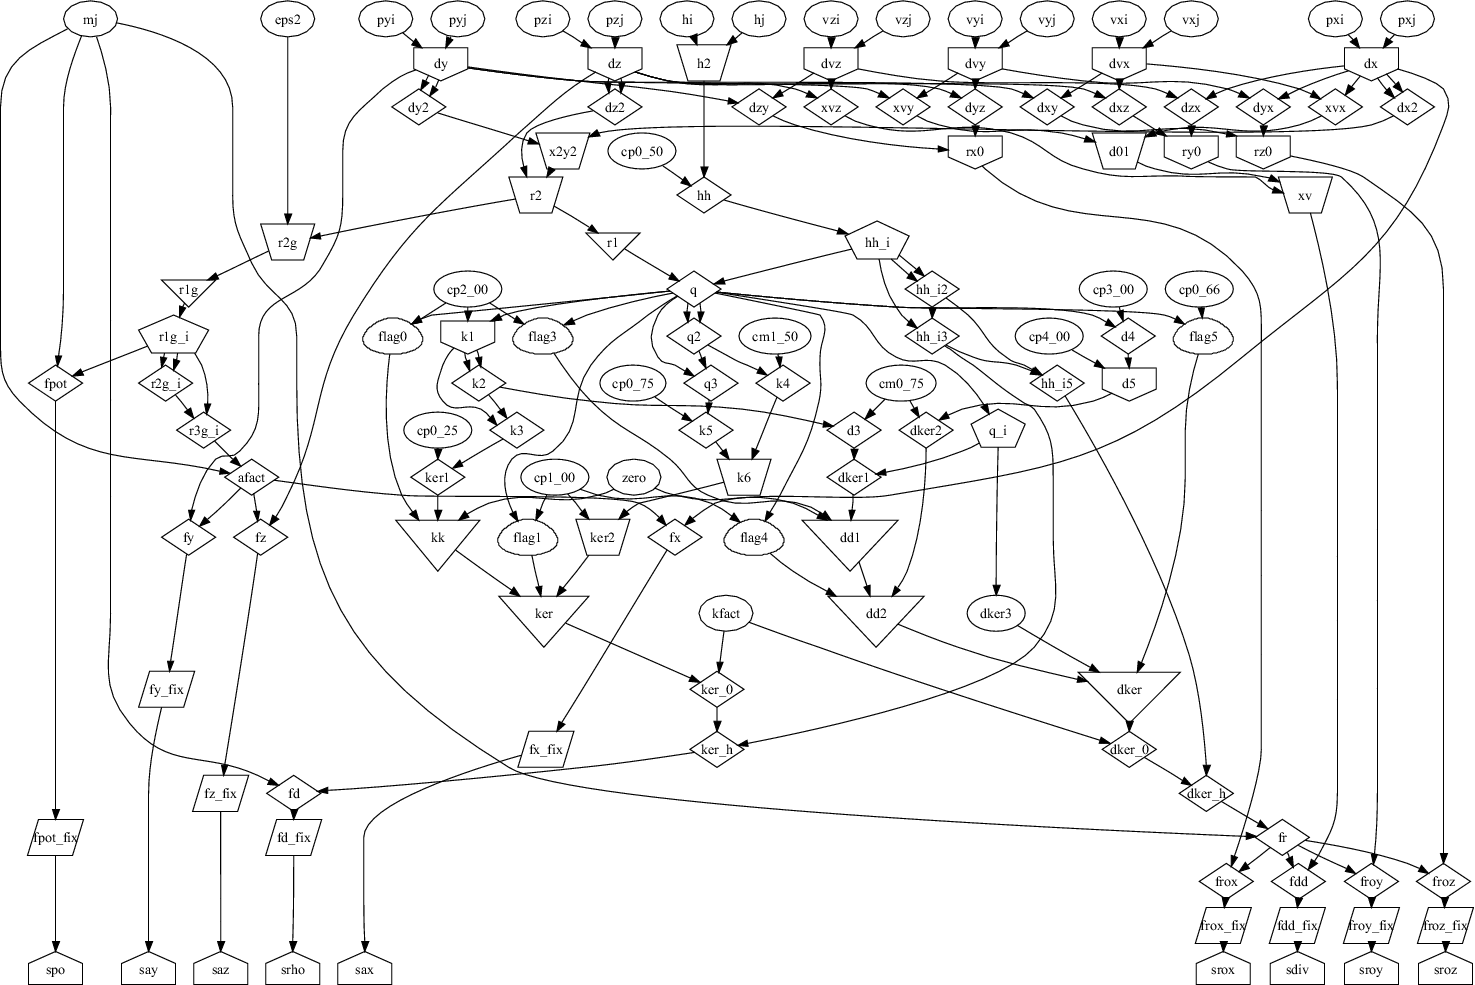 mj eps2 pyi pyj pzi pzj hi hj vzi vzj vyi vyj vxi vxj pxi pxj
dy dz h2 dvz dvy dvx dx
dy2 dz2 dzy xvz xvy dyz dxy dxz dzx dyx xvx dx2
x2y2 cp0_50 rx0 d01 ry0 rz0
r2 hh xv
r2g r1 hh_i
r1g cp2_00 q hh_i2 cp3_00 cp0_66
r1g_i flag0 k1 flag3 q2 cm1_50 hh_i3 cp4_00 d4 flag5
fpot r2g_i k2 cp0_75 q3 k4 cm0_75 hh_i5 d5
r3g_i cp0_25 k3 k5 d3 dker2 q_i
afact ker1 cp1_00 zero k6 dker1
fy fz kk flag1 ker2 fx flag4 dd1
ker kfact dd2 dker3
fy_fix ker_0 dker
fx_fix ker_h dker_0
fz_fix fd dker_h
fpot_fix fd_fix fr
frox fdd froy froz
frox_fix fdd_fix froy_fix froz_fix
spo say saz srho sax srox sdiv sroy sroz